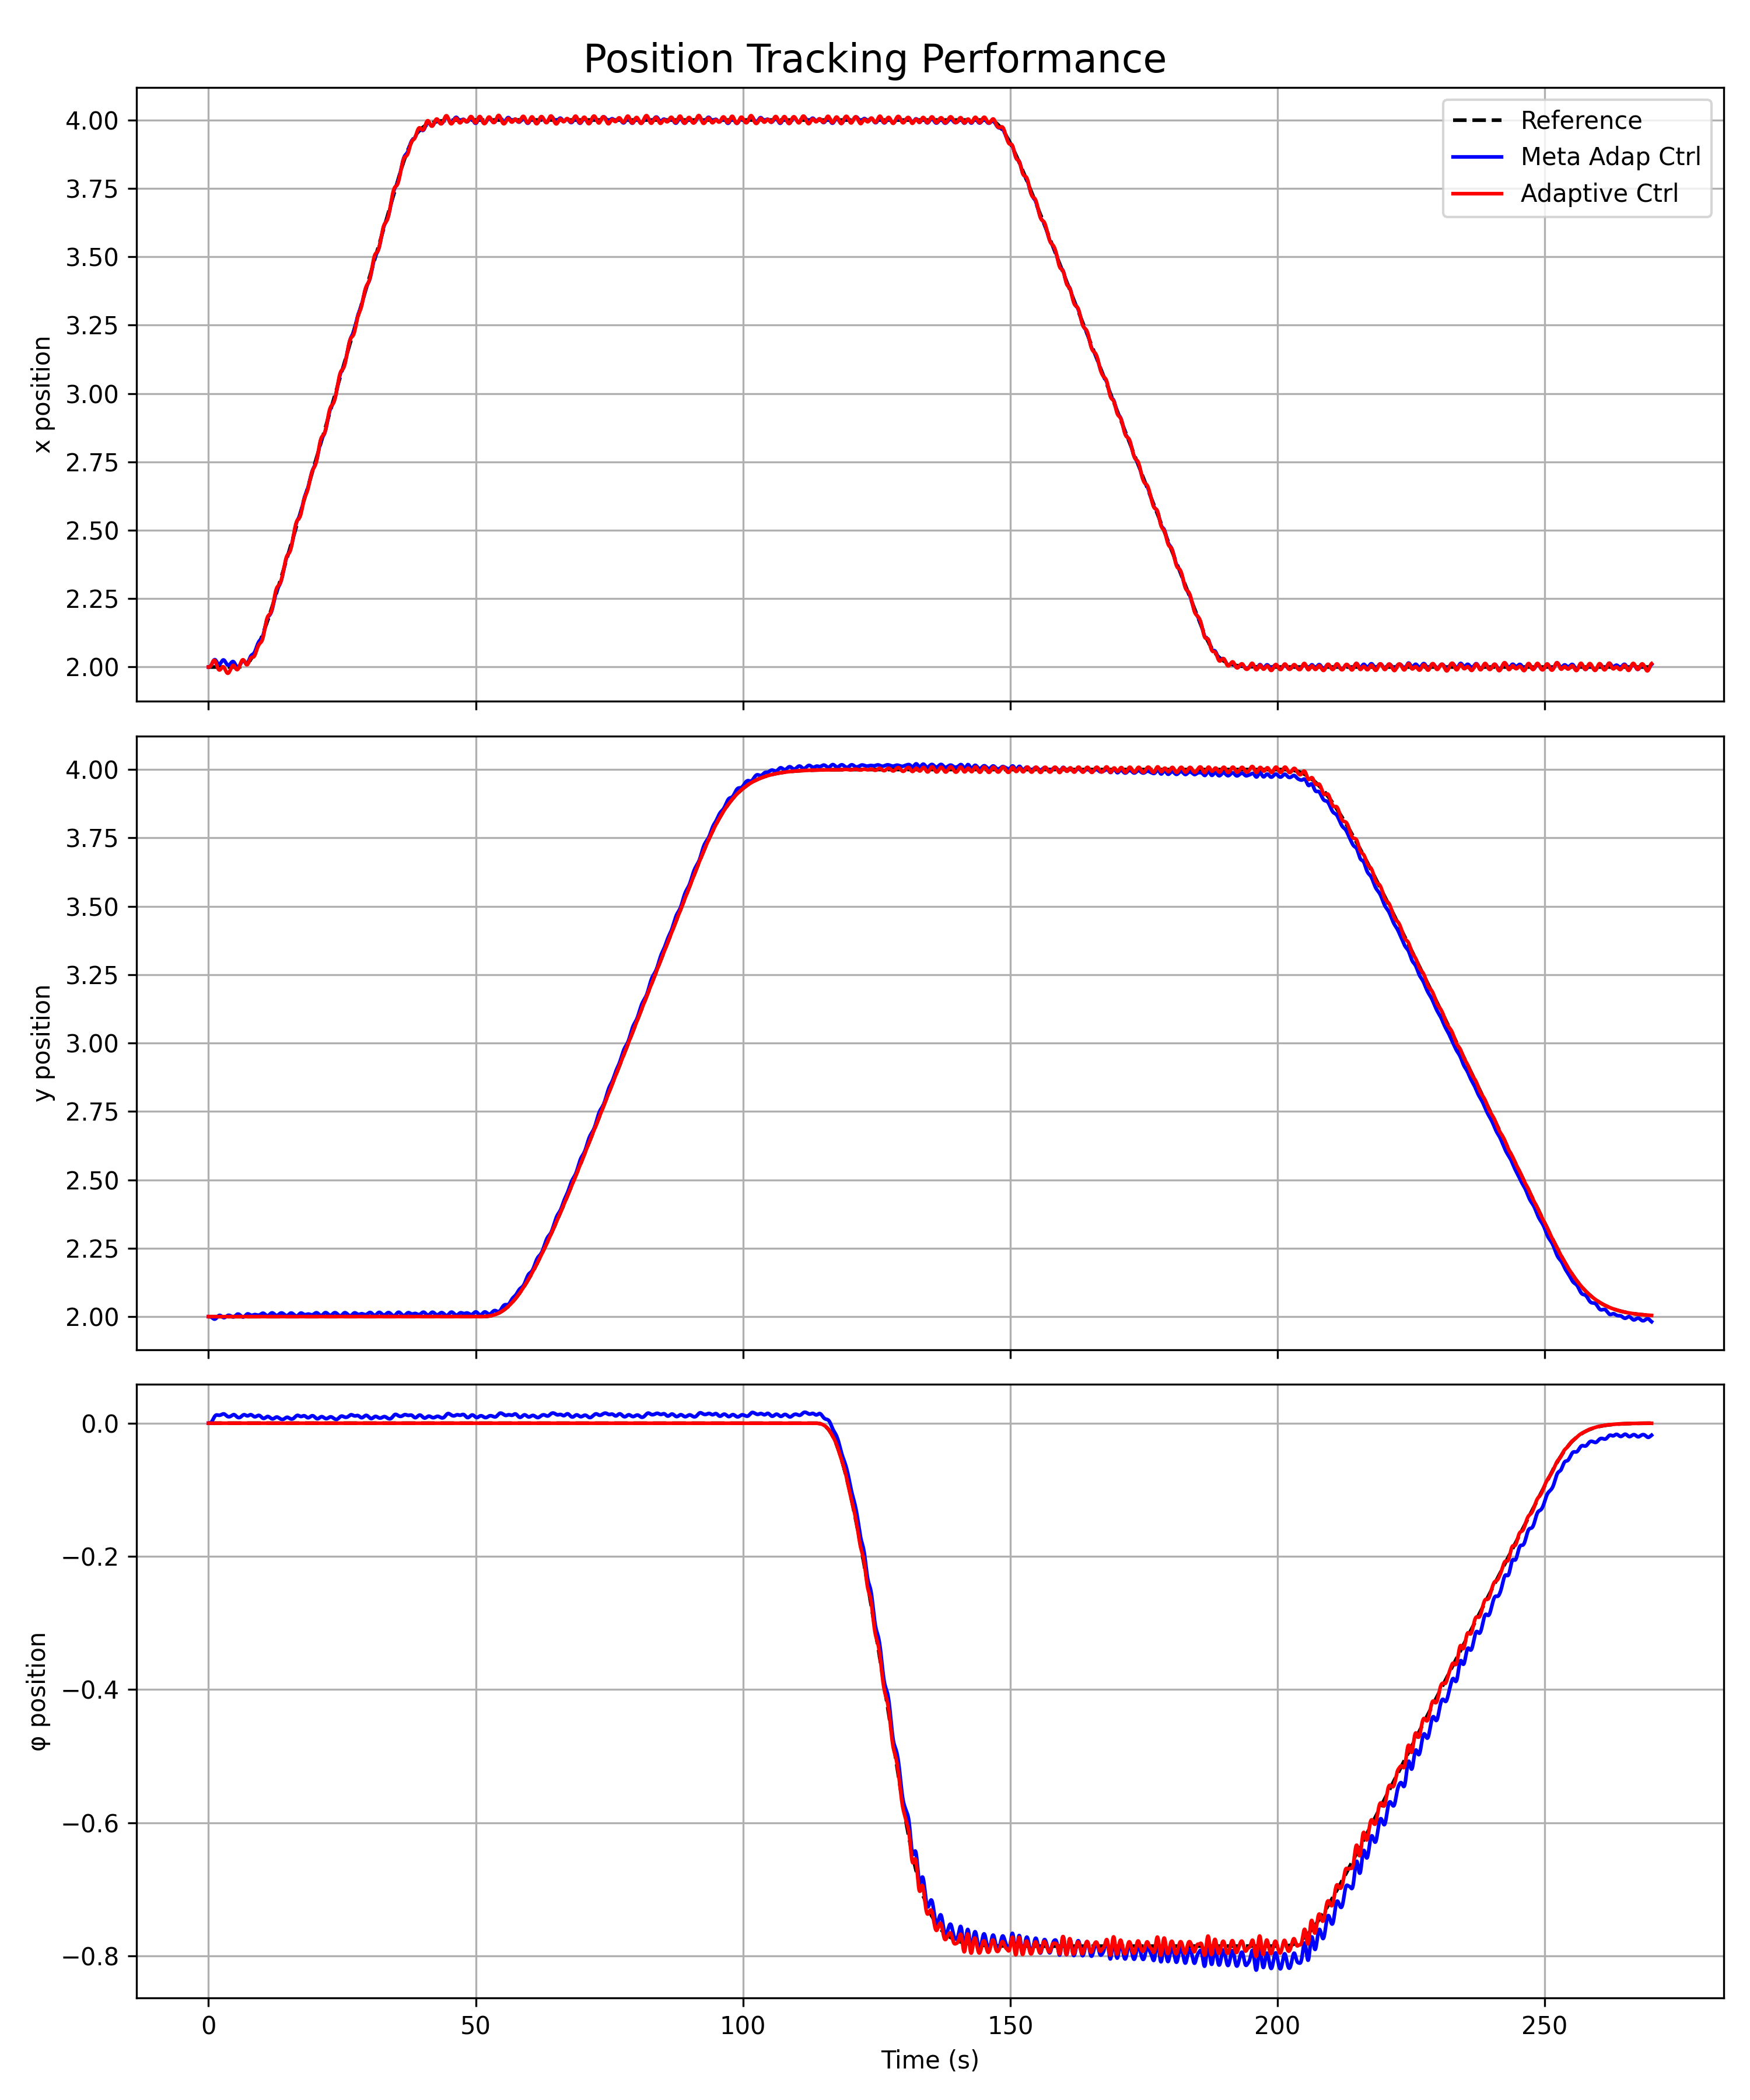 Position Tracking Performance
4.00
3.75
3.50
3.25
3.00
2.75
2.50
2.25
2.00
x position
Reference
Meta Adap Ctrl
Adaptive Ctrl
4.00
3.75
3.50
3.25
3.00
2.75
2.50
2.25
2.00
y position
0.0
−0.2
−0.4
−0.6
−0.8
φ position
0 50 100 150 200 250
Time (s)